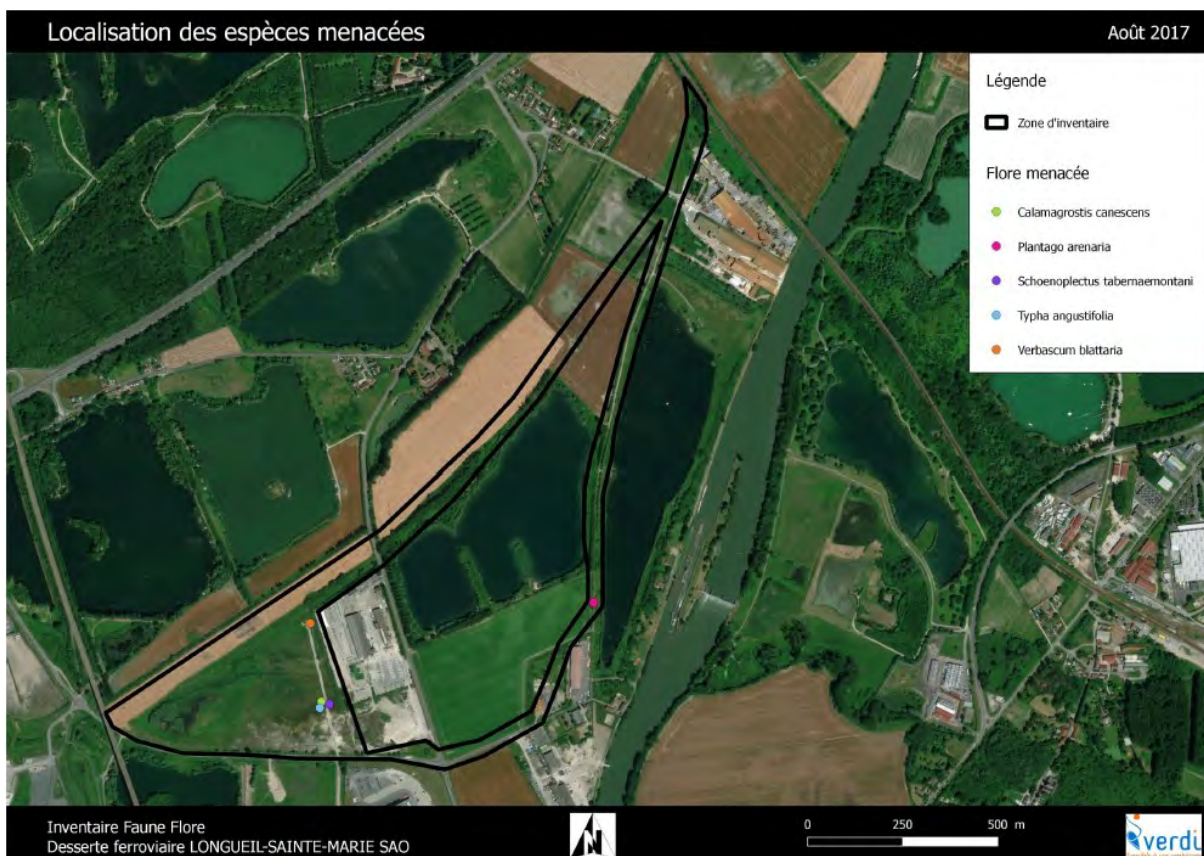 Localisation des espèces menacées
Août 2017
Légende
Zone d'inventaire
Flore menacée
Calamagrostis canescens
Plantago arenaria
Schoenoplectus tabernaemontani
Typha angustifolia
Verbascum blattaria
Inventaire Faune Flore
Desserte ferroviaire LONGUEIL-SAINTE-MARIE SAO
N
0 250 500 m
verdi